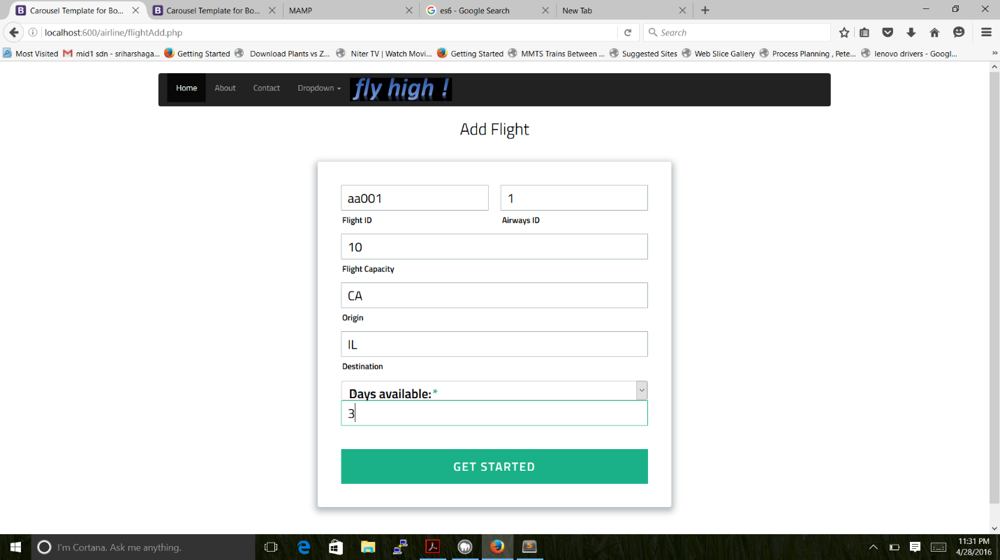 Carousel Template for Bo...
Carousel Template for Bo...
MAMP
es6 - Google Search
New Tab
localhost:600/airline/flightAdd.php
Search
Most Visited
mid1 sdn - sriharshaga...
Getting Started
Download Plants vs Z...
Niter TV | Watch Movi...
Getting Started
MMTS Trains Between ...
Suggested Sites
Web Slice Gallery
Process Planning , Pete...
lenovo drivers - Googl...
Home
About
Contact
Dropdown
fly high !
Add Flight
aa001
1
Flight ID
Airways ID
10
Flight Capacity
CA
Origin
IL
Destination
Days available:*
3
GET STARTED
I'm Cortana. Ask me anything.
11:31 PM
4/28/2016